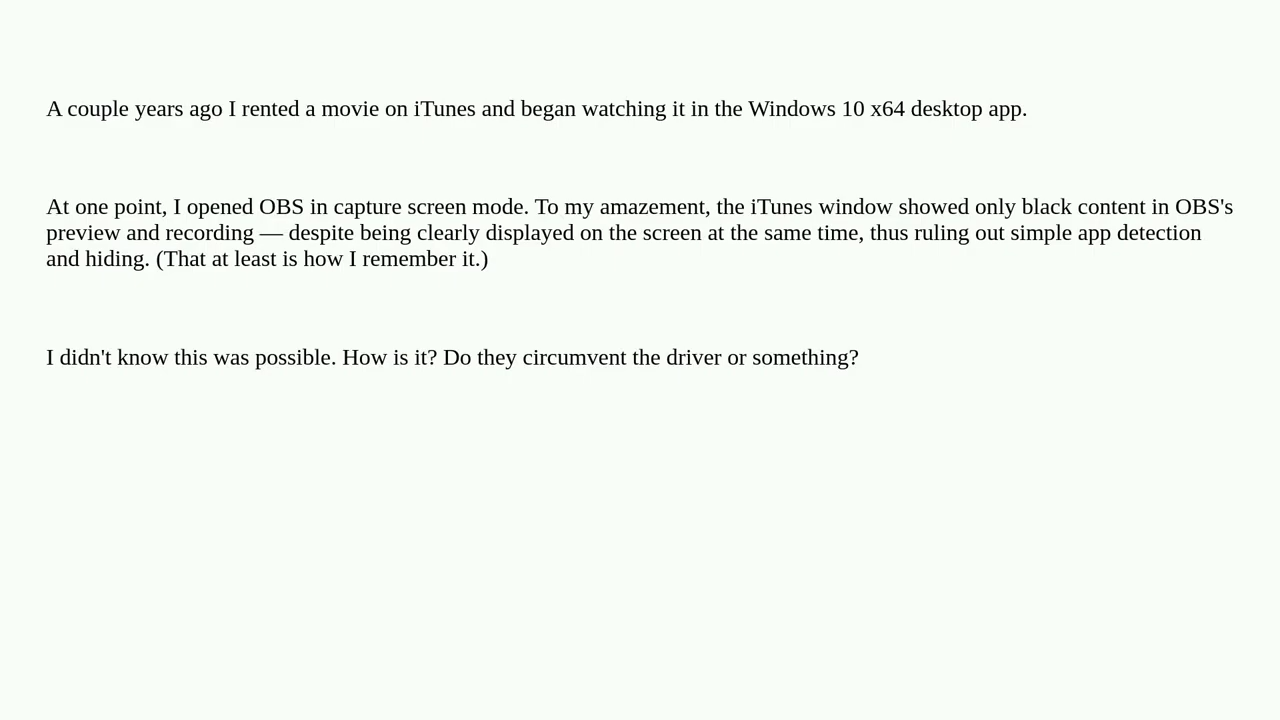 A couple years ago I rented a movie on iTunes and began watching it in the Windows 10 x64 desktop app.
At one point, I opened OBS in capture screen mode. To my amazement, the iTunes window showed only black content in OBS's
preview and recording — despite being clearly displayed on the screen at the same time, thus ruling out simple app detection
and hiding. (That at least is how I remember it.)
I didn't know this was possible. How is it? Do they circumvent the driver or something?